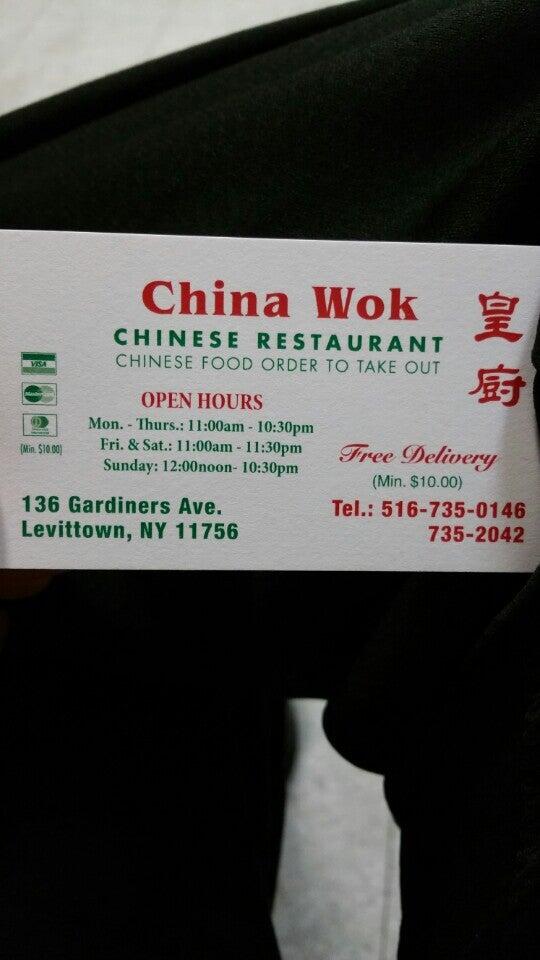 China Wok
CHINESE RESTAURANT
CHINESE FOOD ORDER TO TAKE OUT
皇
廚
VISA
MasterCard
(Min. $10.00)
OPEN HOURS
Mon. - Thurs.: 11:00am - 10:30pm
Fri. & Sat.: 11:00am - 11:30pm
Sunday: 12:00noon- 10:30pm
Free Delivery
(Min. $10.00)
136 Gardiners Ave.
Levittown, NY 11756
Tel.: 516-735-0146
735-2042